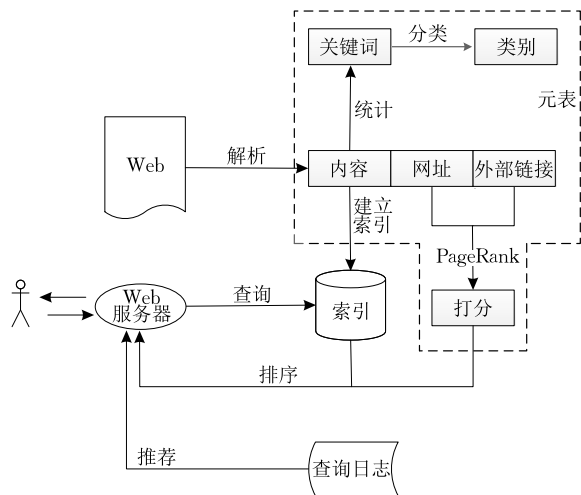 关键词
分类
类别
元表
统计
Web
解析
内容
网址
外部链接
建立
索引
PageRank
Web
服务器
查询
索引
打分
排序
推荐
查询日志